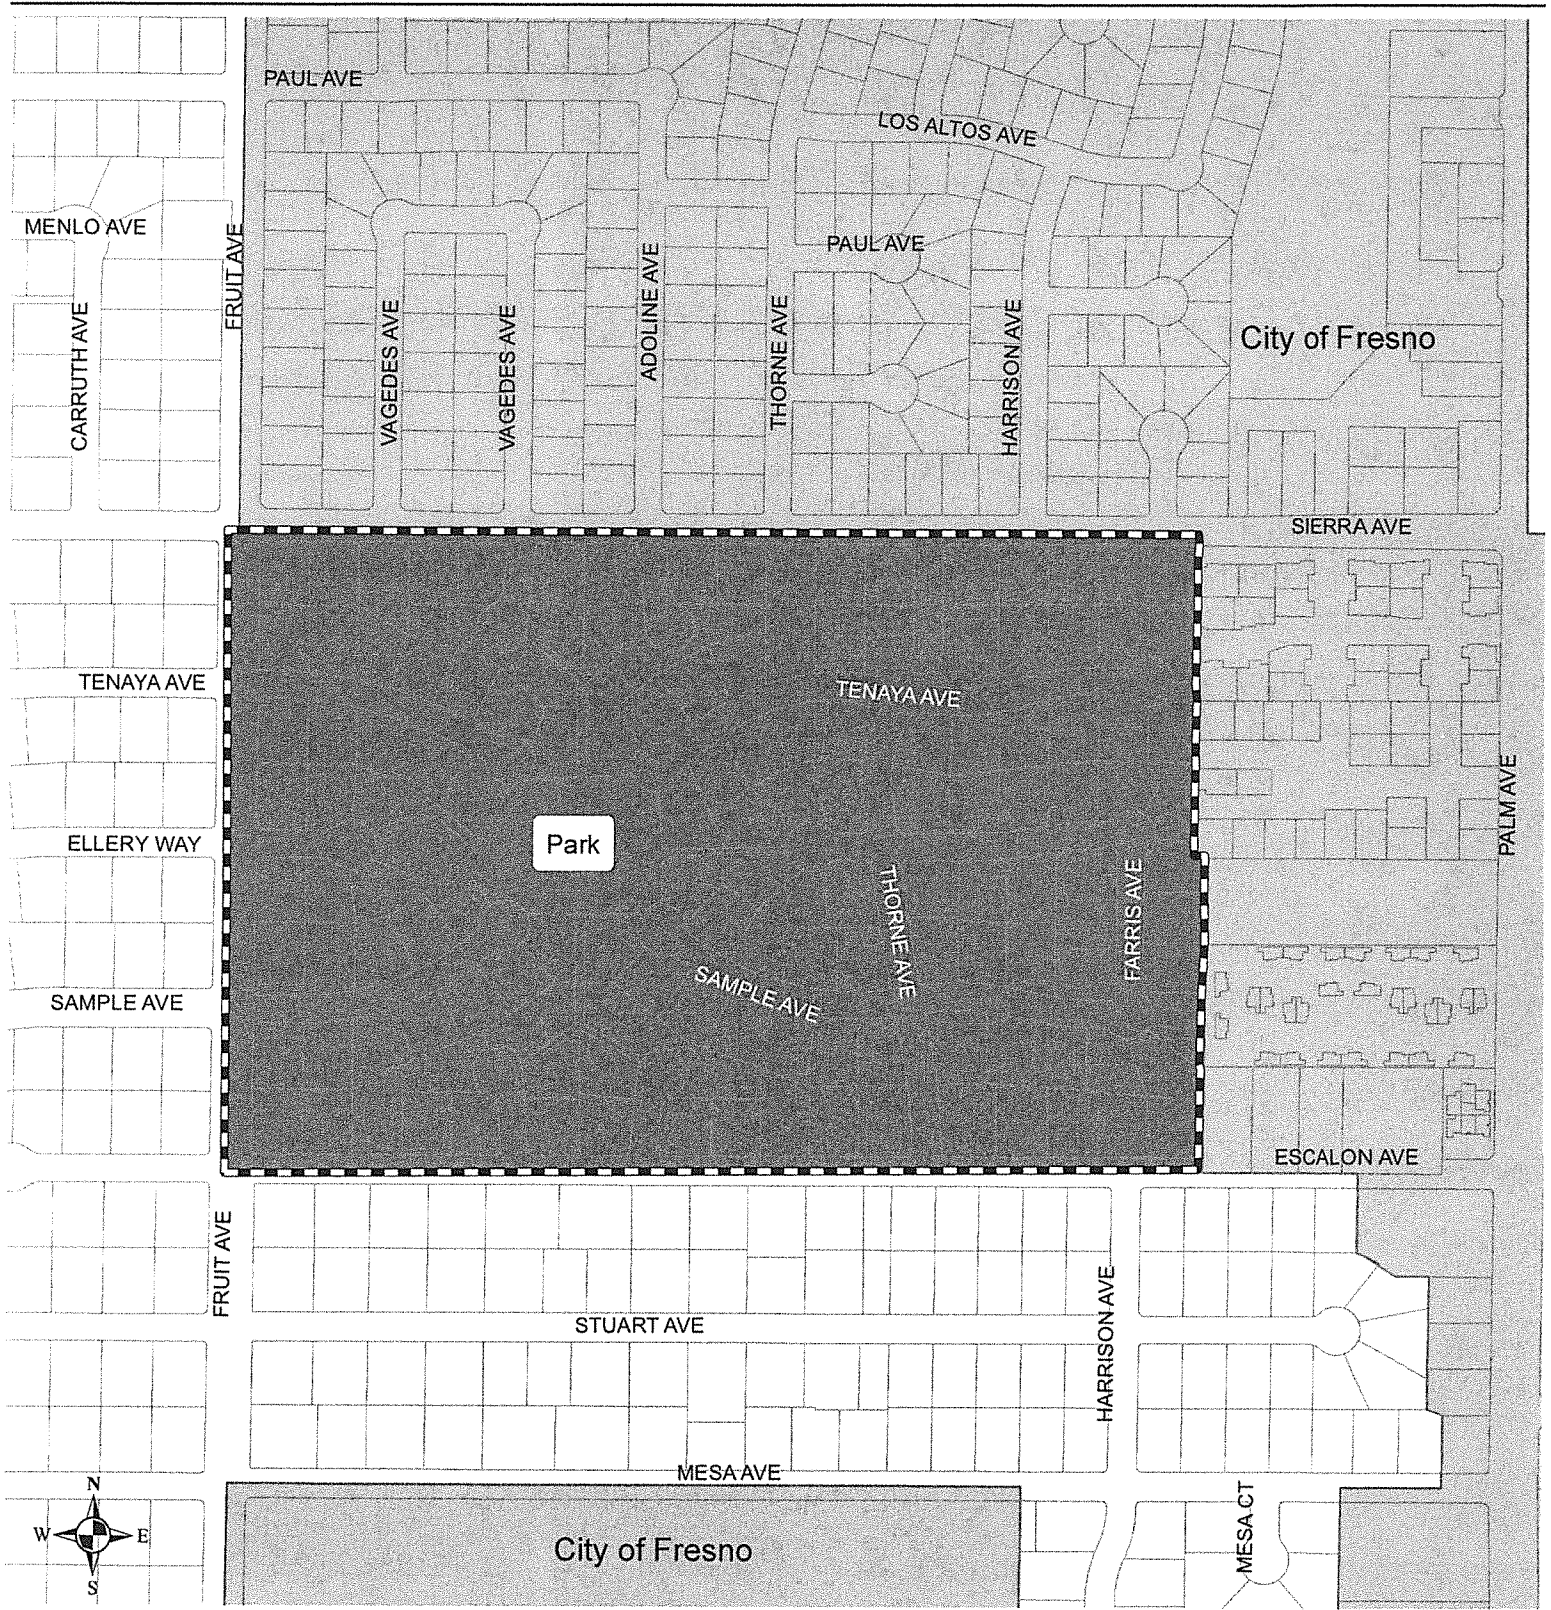 PAUL AVE
LOS ALTOS AVE
MENLO AVE
FRUIT AVE
PAUL AVE
CARRUTH AVE
VAGEDES AVE
VAGEDES AVE
ADOLINE AVE
THORNE AVE
HARRISON AVE
City of Fresno
SIERRA AVE
TENAYA AVE
TENAYA AVE
PALM AVE
ELLERY WAY
Park
THORNE AVE
FARRIS AVE
SAMPLE AVE
SAMPLE AVE
ESCALON AVE
FRUIT AVE
STUART AVE
HARRISON AVE
MESA AVE
MESA CT
N
W E
S
City of Fresno